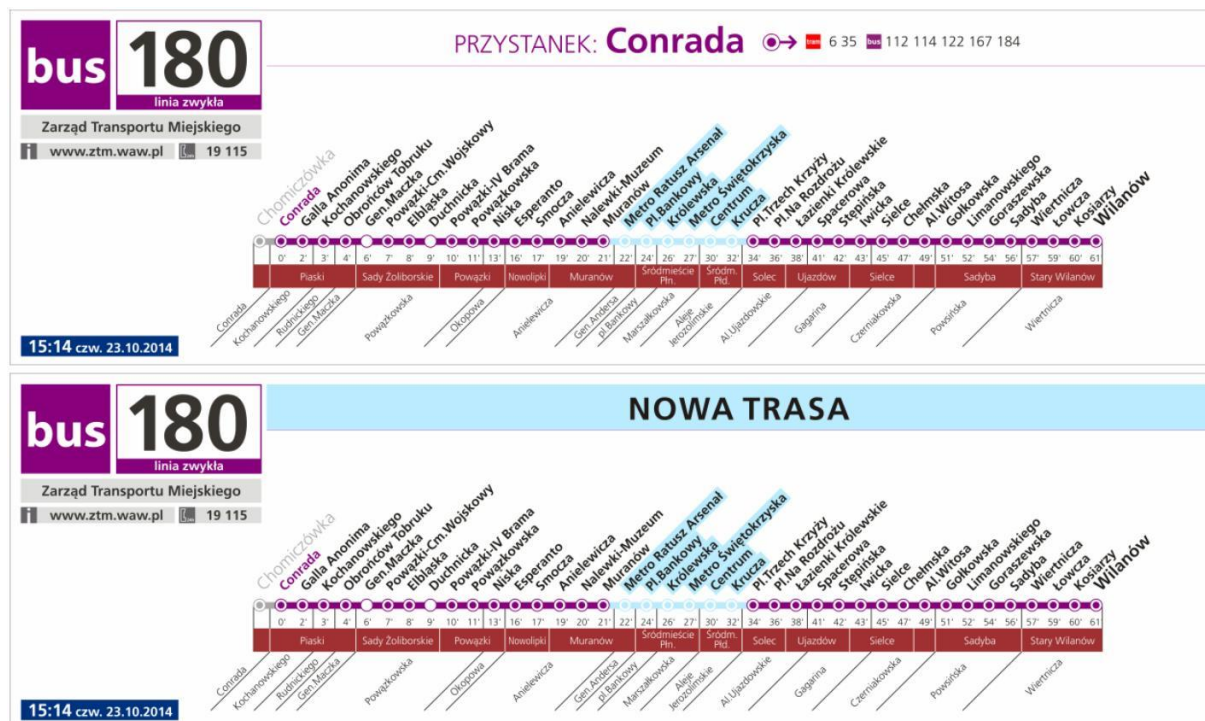 bus 180
linia zwykła
Zarząd Transportu Miejskiego
www.ztm.waw.pl 19 115
PRZYSTANEK: Conrada tram 6 35 bus 112 114 122 167 184
Chomiczówka
Conrada
Galla Anonima
Kochanowskiego
Obrońców Tobruku
Gen.Maczka
Powązki-Cm.Wojskowy
Elbląska
Duchnicka
Powązki-IV Brama
Powązkowska
Niska
Esperanto
Smocza
Anielewicza
Nalewki-Muzeum
Muranów
Metro Ratusz Arsenał
Pl.Bankowy
Królewska
Metro Świętokrzyska
Centrum
Krucza
Pl.Trzech Krzyży
Pl.Na Rozdrożu
Łazienki Królewskie
Spacerowa
Stępińska
Iwicka
Sielce
Chełmska
Al.Witosa
Gołkowska
Limanowskiego
Goraszewska
Sadyba
Wiertnicza
Łowcza
Kosiarzy
Wilanów
0' 2' 3' 4' 6' 7' 8' 9' 10' 11' 13' 16' 17' 19' 20' 21' 22' 24' 26' 27' 30' 32' 34' 36' 38' 41' 42' 43' 45' 47' 49' 51' 52' 53' 54' 56' 57' 59' 60' 61'
Piaski Sady Żoliborskie Powązki Nowolipki Muranów Śródmieście Płn. Śródm. Płd. Solec Ujazdów Sielce Sadyba Stary Wilanów
Conrada
Kochanowskiego
Rudnickiego
Gen.Maczka
Powązkowska
Okopowa
Anielewicza
Gen.Andersa
pl.Bankowy
Marszałkowska
Aleje Jerozolimskie
Al.Ujazdowskie
Gagarina
Czerniakowska
Powsińska
Wiertnicza
15:14 czw. 23.10.2014
bus 180
linia zwykła
Zarząd Transportu Miejskiego
www.ztm.waw.pl 19 115
NOWA TRASA
Chomiczówka
Conrada
Galla Anonima
Kochanowskiego
Obrońców Tobruku
Gen.Maczka
Powązki-Cm.Wojskowy
Elbląska
Duchnicka
Powązki-IV Brama
Powązkowska
Niska
Esperanto
Smocza
Anielewicza
Nalewki-Muzeum
Muranów
Metro Ratusz Arsenał
Pl.Bankowy
Królewska
Metro Świętokrzyska
Centrum
Krucza
Pl.Trzech Krzyży
Pl.Na Rozdrożu
Łazienki Królewskie
Spacerowa
Stępińska
Iwicka
Sielce
Chełmska
Al.Witosa
Gołkowska
Limanowskiego
Goraszewska
Sadyba
Wiertnicza
Łowcza
Kosiarzy
Wilanów
0' 2' 3' 4' 6' 7' 8' 9' 10' 11' 13' 16' 17' 19' 20' 21' 22' 24' 26' 27' 30' 32' 34' 36' 38' 41' 42' 43' 45' 47' 49' 51' 52' 53' 54' 56' 57' 59' 60' 61'
Piaski Sady Żoliborskie Powązki Nowolipki Muranów Śródmieście Płn. Śródm. Płd. Solec Ujazdów Sielce Sadyba Stary Wilanów
Conrada
Kochanowskiego
Rudnickiego
Gen.Maczka
Powązkowska
Okopowa
Anielewicza
Gen.Andersa
pl.Bankowy
Marszałkowska
Aleje Jerozolimskie
Al.Ujazdowskie
Gagarina
Czerniakowska
Powsińska
Wiertnicza
15:14 czw. 23.10.2014